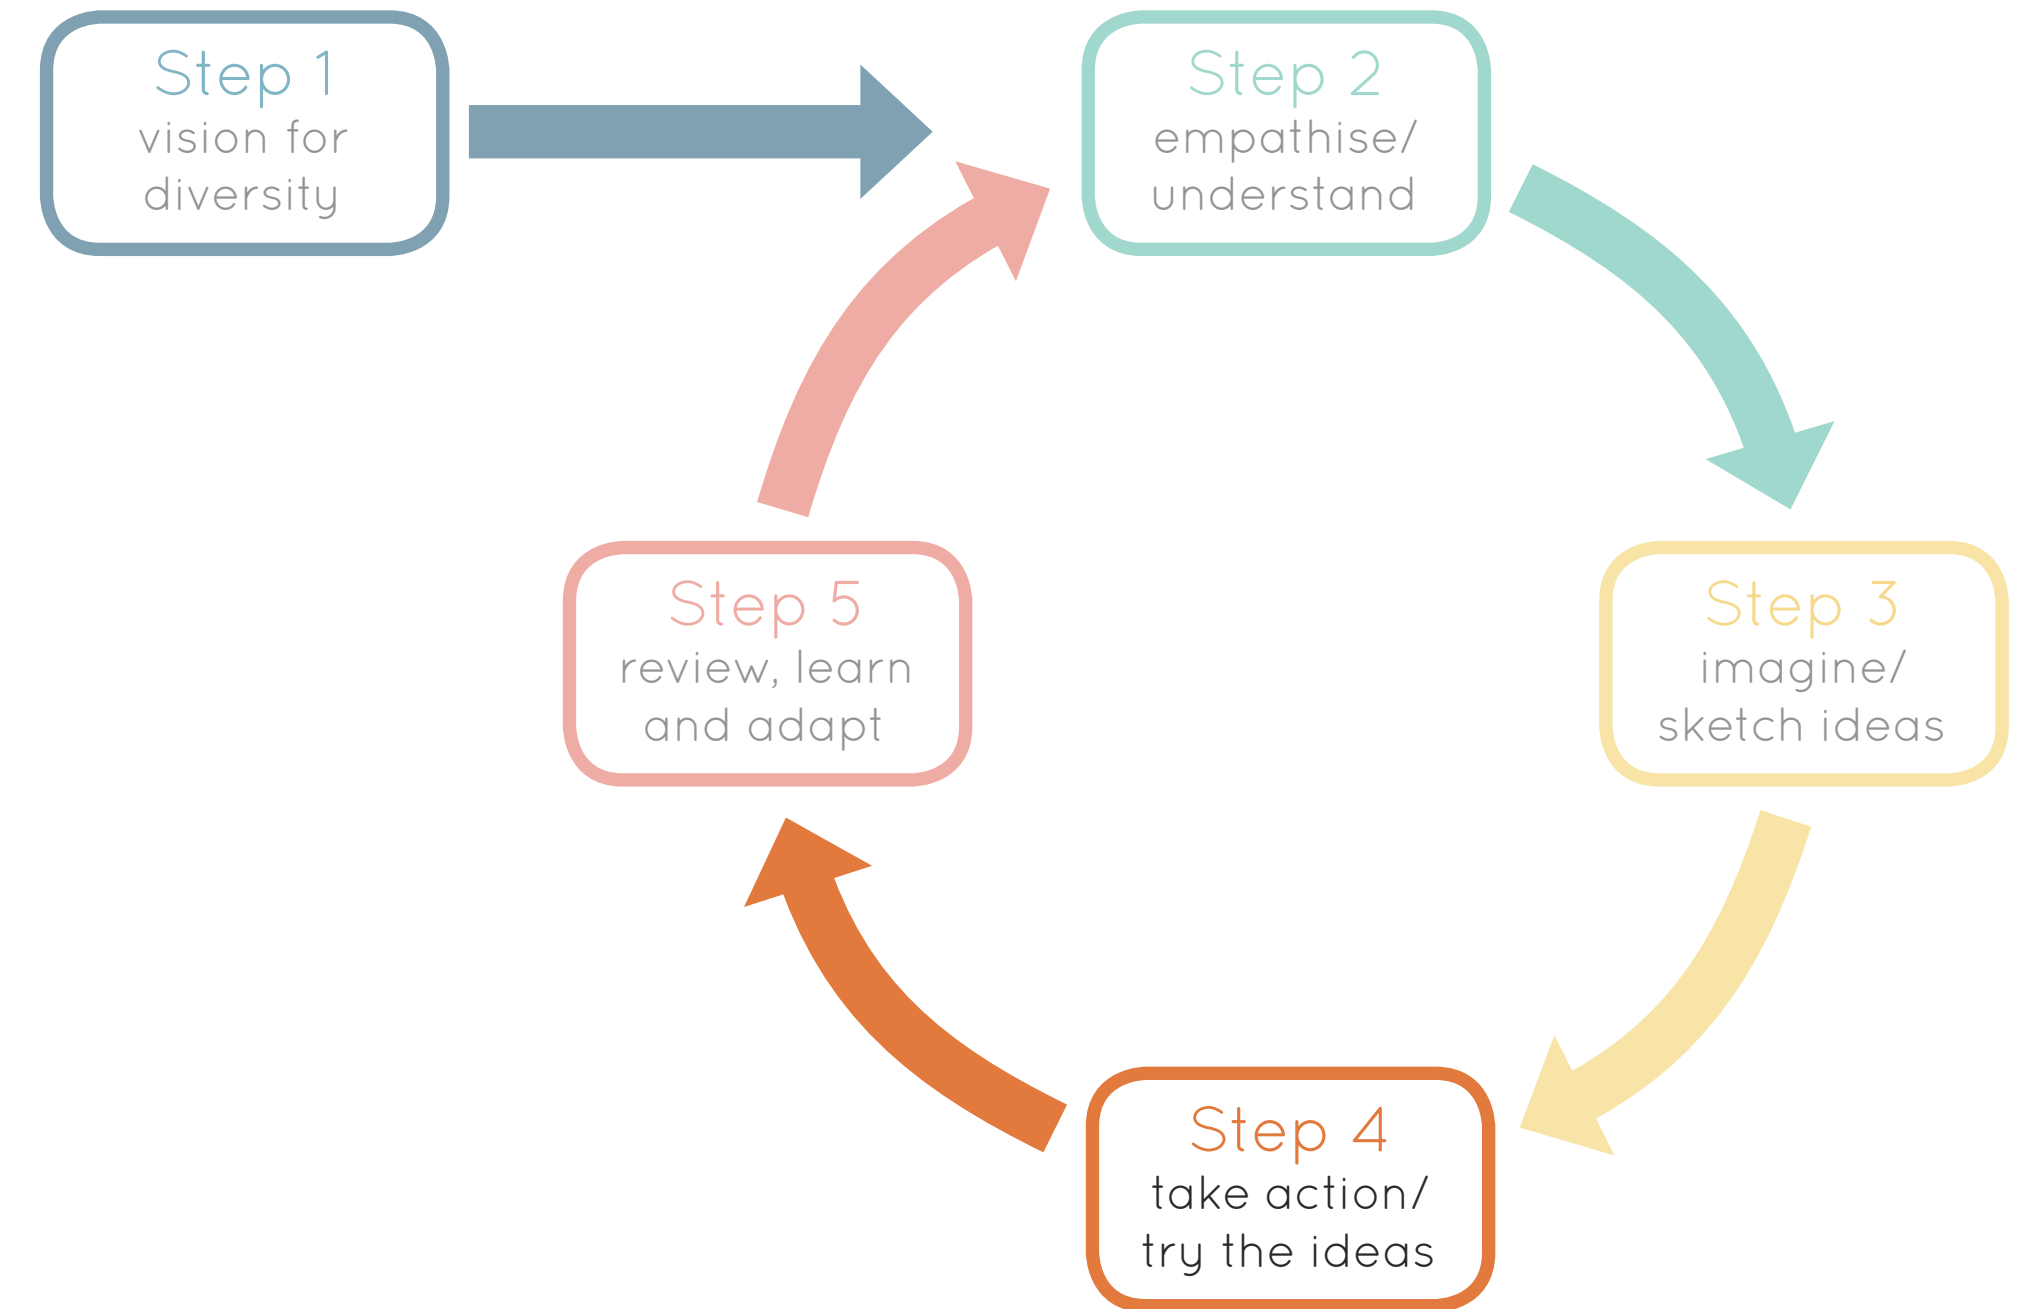 Step 1
vision for
diversity
Step 2
empathise/
understand
Step 3
imagine/
sketch ideas
Step 4
take action/
try the ideas
Step 5
review, learn
and adapt